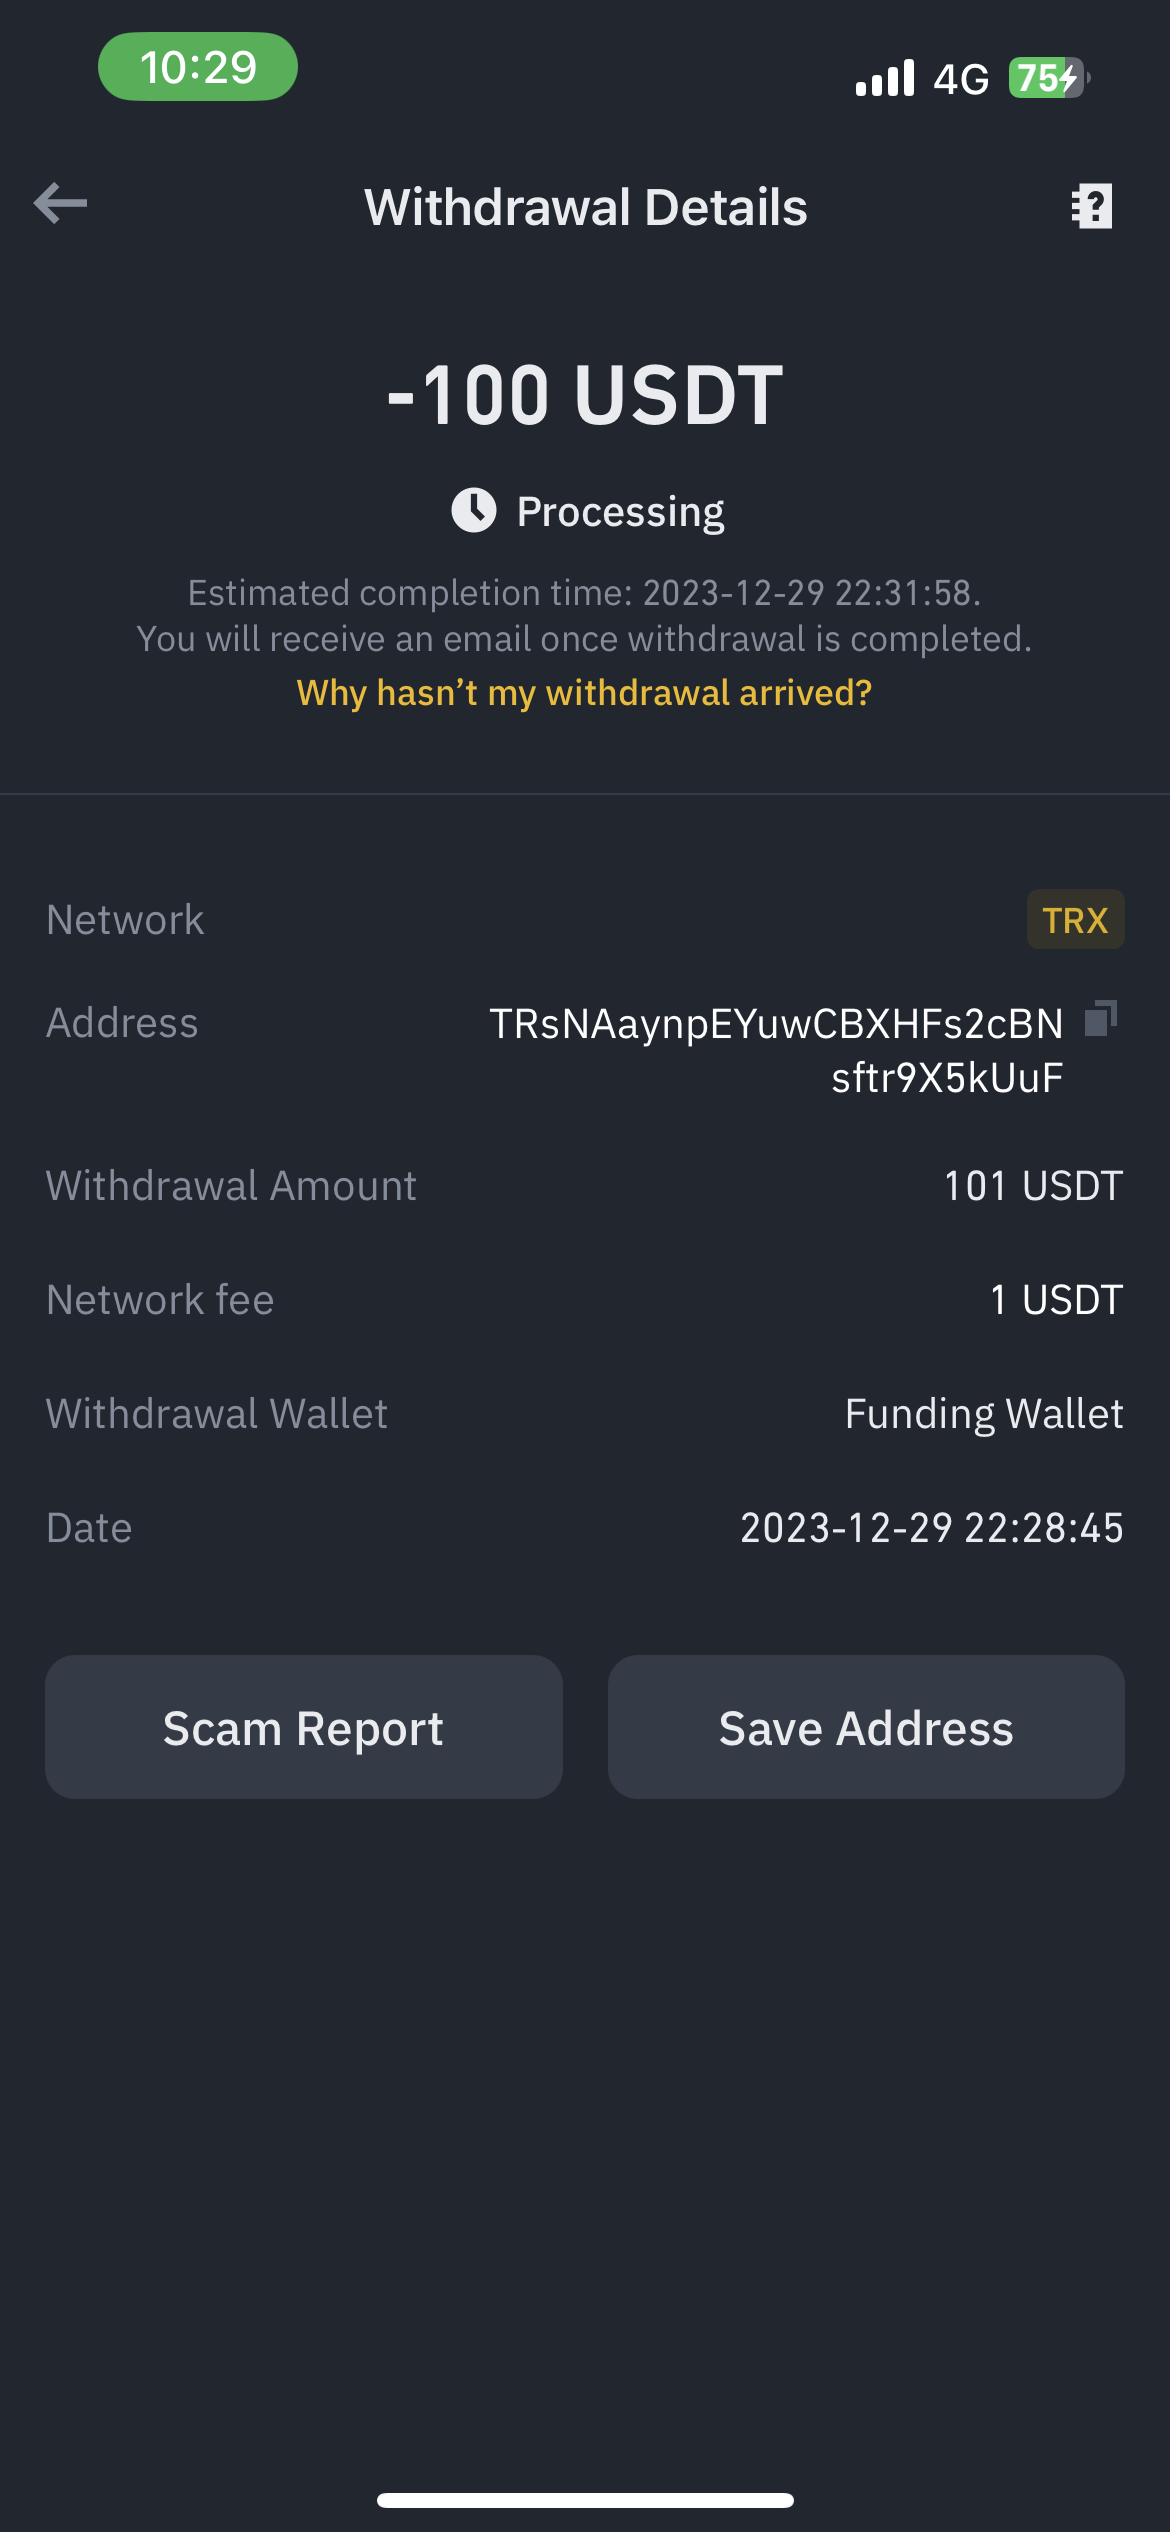 10:29
4G
75
Withdrawal Details
-100 USDT
Processing
Estimated completion time: 2023-12-29 22:31:58.
You will receive an email once withdrawal is completed.
Why hasn’t my withdrawal arrived?
Network TRX
Address TRsNAaynpEYuwCBXHFs2cBN
sftr9X5kUuF
Withdrawal Amount 101 USDT
Network fee 1 USDT
Withdrawal Wallet Funding Wallet
Date 2023-12-29 22:28:45
Scam Report Save Address